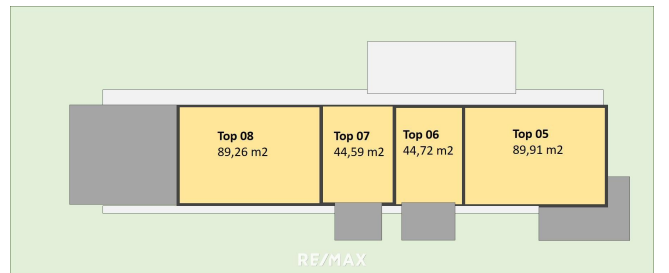 Top 08
89,26 m2
Top 07
44,59 m2
Top 06
44,72 m2
Top 05
89,91 m2
RE/MAX